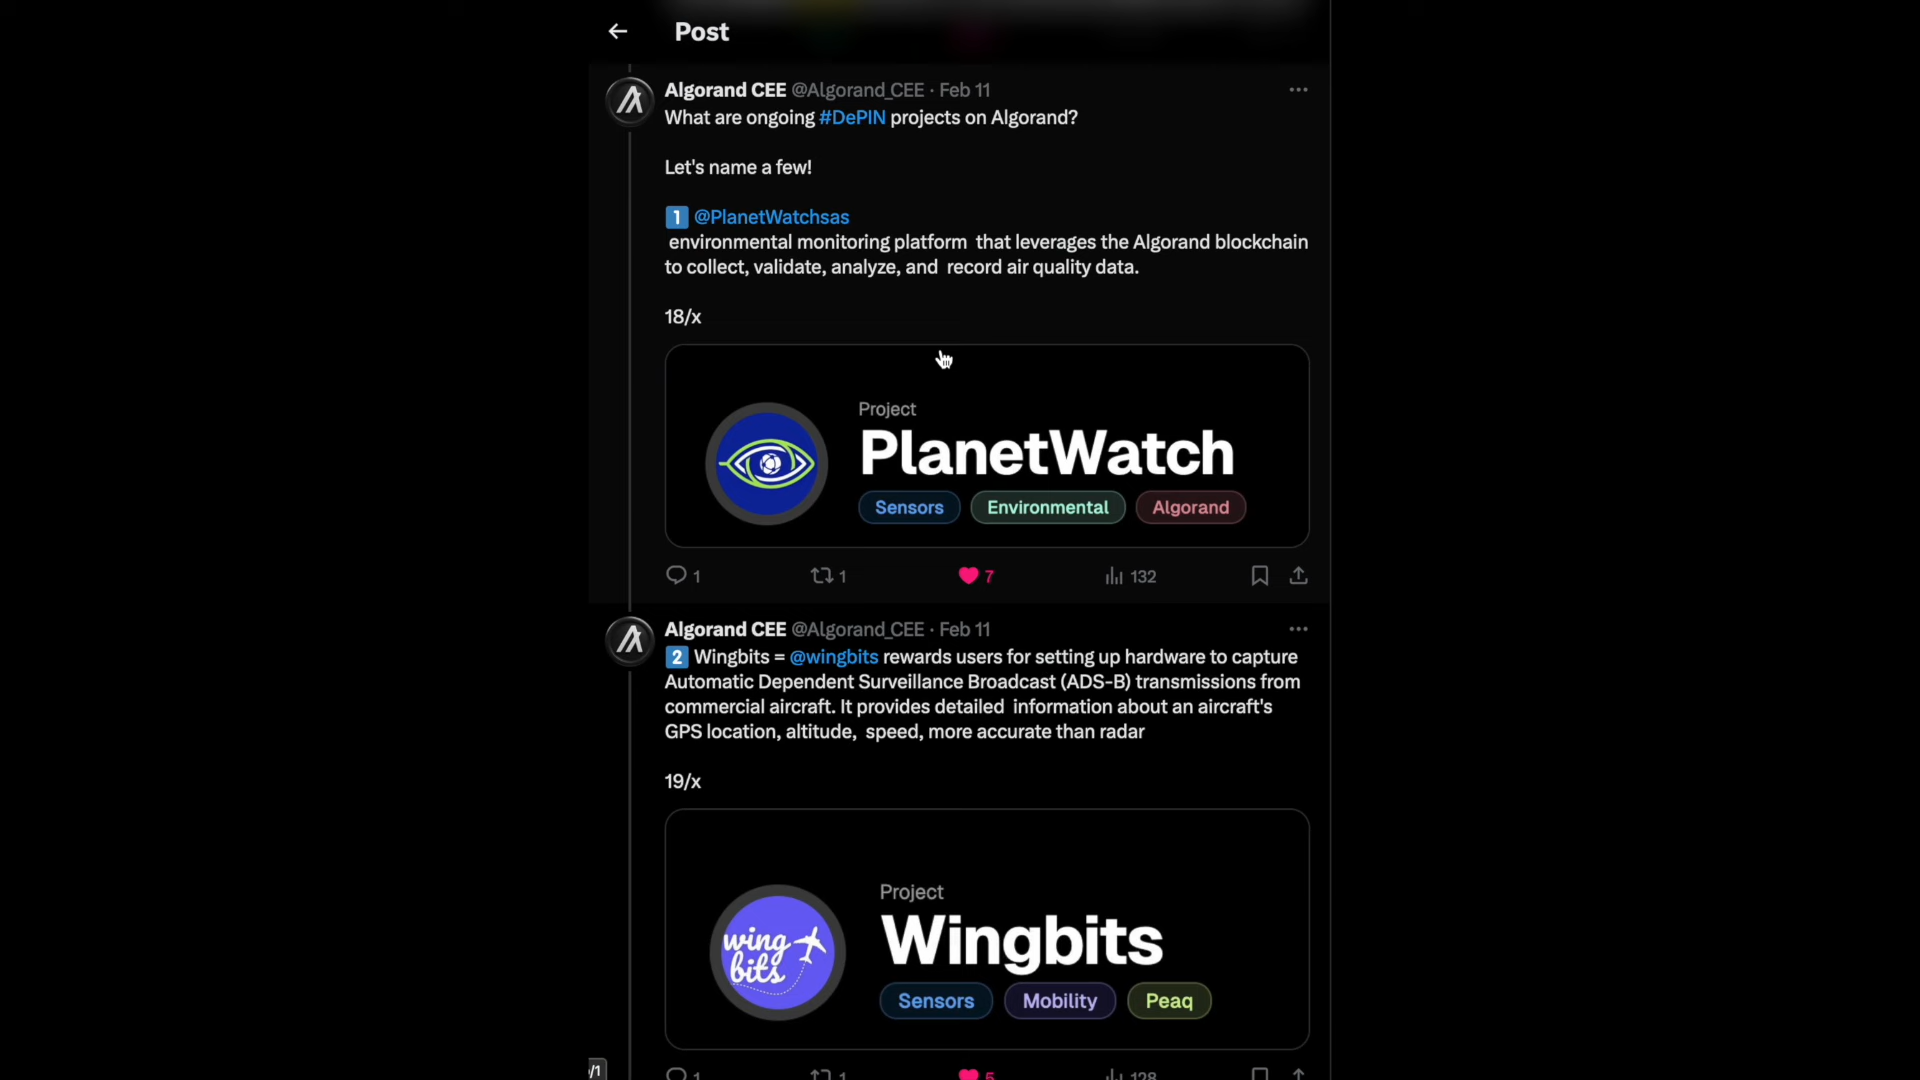 Post
Algorand CEE @Algorand_CEE · Feb 11
What are ongoing #DePIN projects on Algorand?
Let's name a few!
1 @PlanetWatchsas
environmental monitoring platform that leverages the Algorand blockchain
to collect, validate, analyze, and record air quality data.
18/x
Project
PlanetWatch
Sensors Environmental Algorand
1 1 7 132
Algorand CEE @Algorand_CEE · Feb 11
2 Wingbits = @wingbits rewards users for setting up hardware to capture
Automatic Dependent Surveillance Broadcast (ADS-B) transmissions from
commercial aircraft. It provides detailed information about an aircraft's
GPS location, altitude, speed, more accurate than radar
19/x
Project
wing
bits
Wingbits
Sensors Mobility Peaq
/1
1 1 5 128